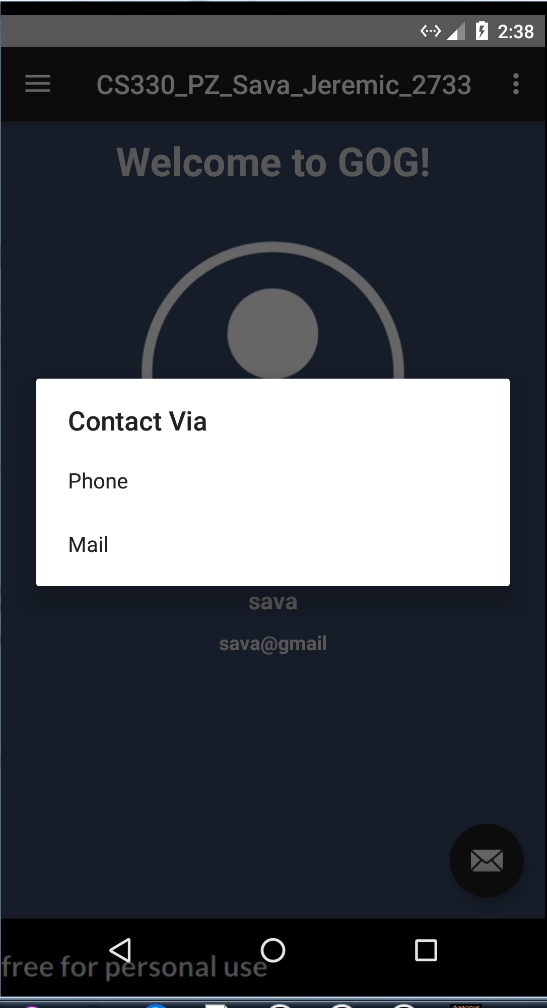 2:38
CS330_PZ_Sava_Jeremic_2733
Welcome to GOG!
Contact Via
Phone
Mail
sava
sava@gmail
free for personal use